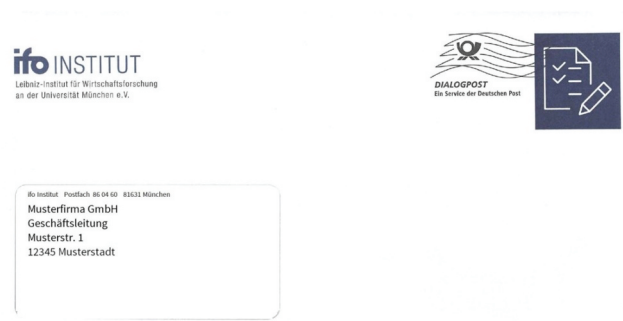 ifo INSTITUT
Leibniz-Institut für Wirtschaftsforschung
an der Universität München e.V.
DIALOGPOST
Ein Service der Deutschen Post
ifo Institut Postfach 86 04 60 81631 München
Musterfirma GmbH
Geschäftsleitung
Musterstr. 1
12345 Musterstadt